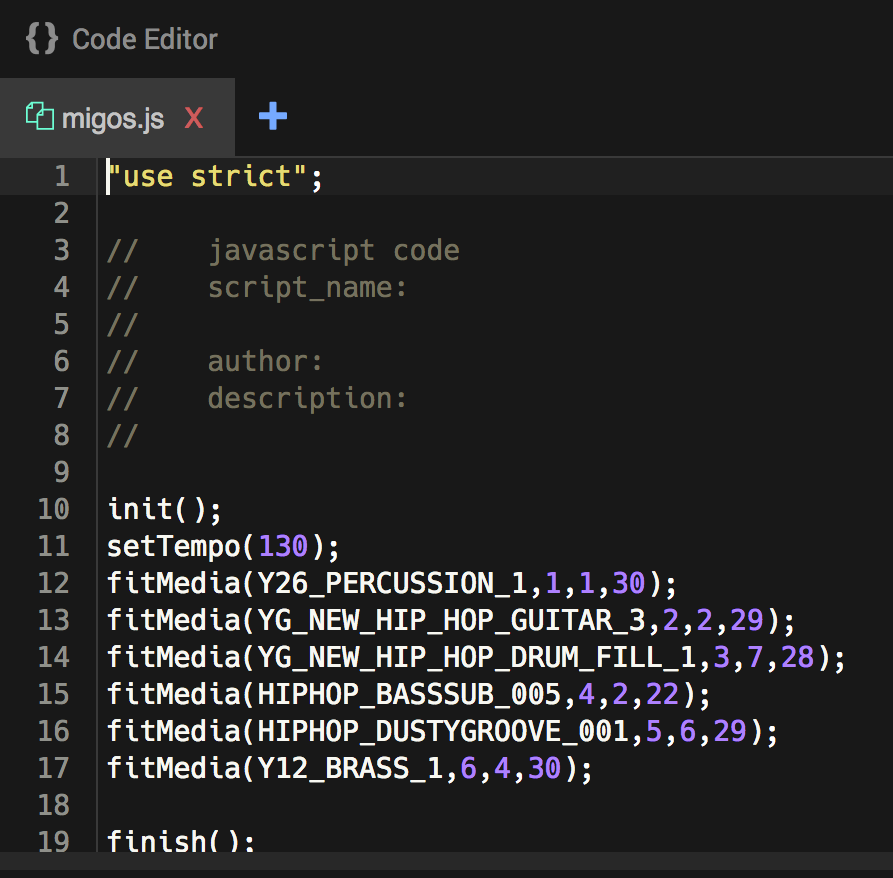 {} Code Editor
migos.js X
1 "use strict";
2
3 //    javascript code
4 //    script_name:
5 //
6 //    author:
7 //    description:
8 //
9
10 init();
11 setTempo(130);
12 fitMedia(Y26_PERCUSSION_1,1,1,30);
13 fitMedia(YG_NEW_HIP_HOP_GUITAR_3,2,2,29);
14 fitMedia(YG_NEW_HIP_HOP_DRUM_FILL_1,3,7,28);
15 fitMedia(HIPHOP_BASSSUB_005,4,2,22);
16 fitMedia(HIPHOP_DUSTYGROOVE_001,5,6,29);
17 fitMedia(Y12_BRASS_1,6,4,30);
18
19 finish();